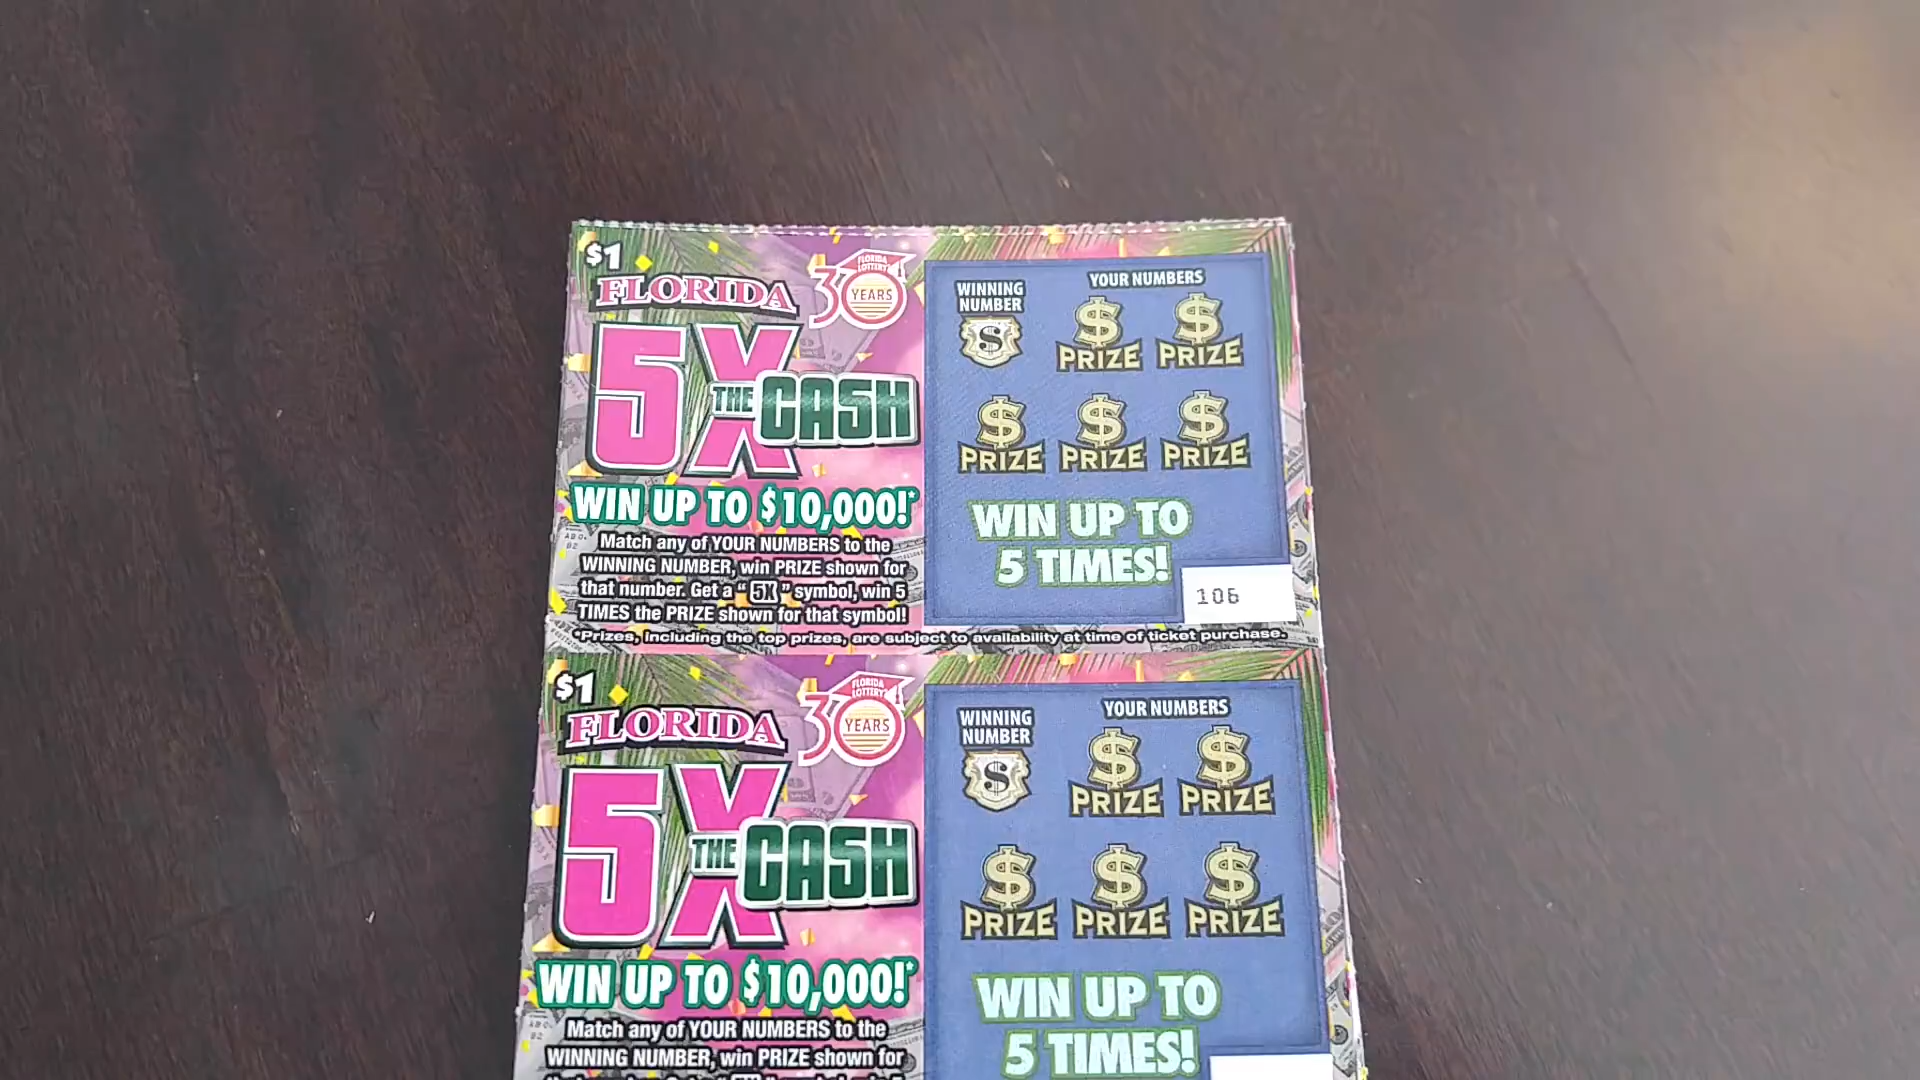 $1
FLORIDA
30 YEARS
FLORIDA
LOTTERY
5X THE CASH
WIN UP TO $10,000!*
Match any of YOUR NUMBERS to the
WINNING NUMBER, win PRIZE shown for
that number. Get a "5X" symbol, win 5
TIMES the PRIZE shown for that symbol!
WINNING
NUMBER
$
YOUR NUMBERS
$ $
PRIZE PRIZE
$ $ $
PRIZE PRIZE PRIZE
WIN UP TO
5 TIMES!
106
*Prizes, including the top prizes, are subject to availability at time of ticket purchase.
$1
FLORIDA
30 YEARS
FLORIDA
LOTTERY
5X THE CASH
WIN UP TO $10,000!*
Match any of YOUR NUMBERS to the
WINNING NUMBER, win PRIZE shown for
WINNING
NUMBER
$
YOUR NUMBERS
$ $
PRIZE PRIZE
$ $ $
PRIZE PRIZE PRIZE
WIN UP TO
5 TIMES!